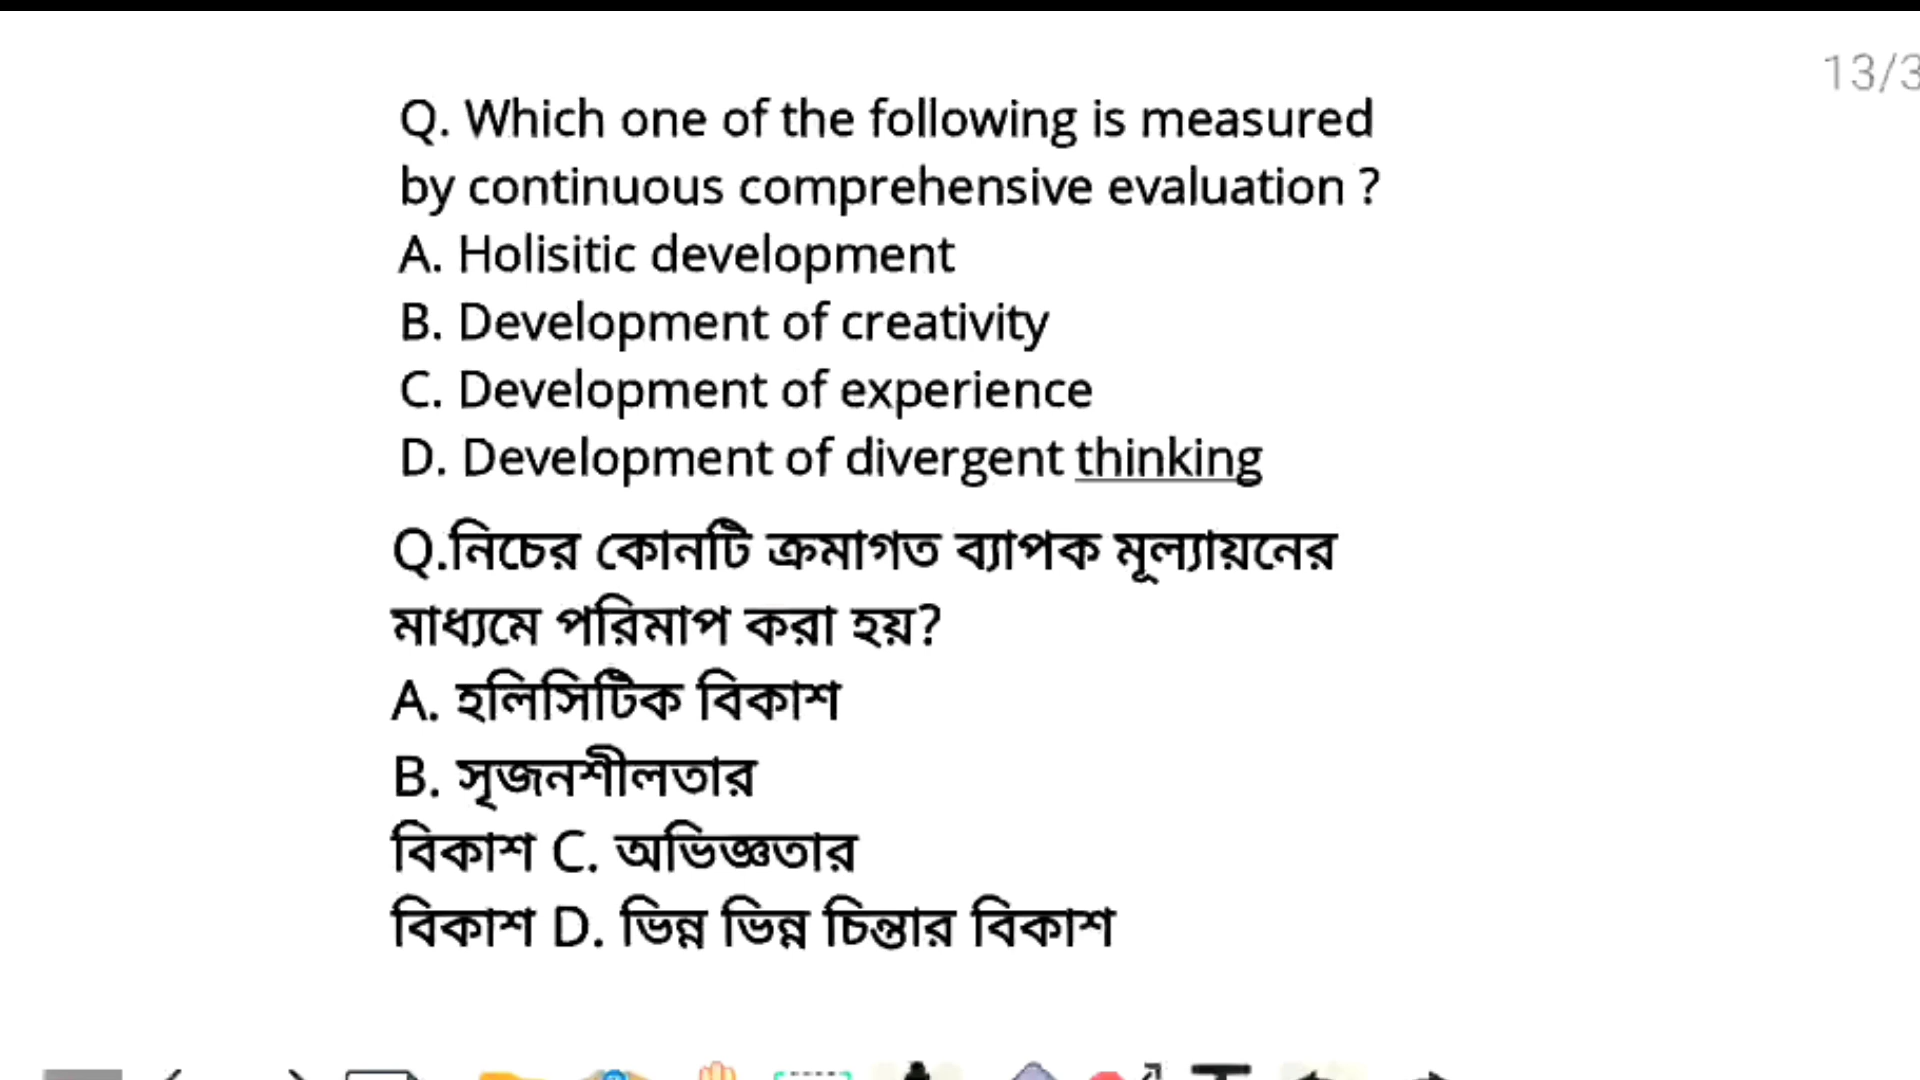 13/3
Q. Which one of the following is measured
by continuous comprehensive evaluation ?
A. Holisitic development
B. Development of creativity
C. Development of experience
D. Development of divergent thinking
Q.নিচের কোনটি ক্রমাগত ব্যাপক মূল্যায়নের
মাধ্যমে পরিমাপ করা হয়?
A. হলিসিটিক বিকাশ
B. সৃজনশীলতার
বিকাশ C. অভিজ্ঞতার
বিকাশ D. ভিন্ন ভিন্ন চিন্তার বিকাশ